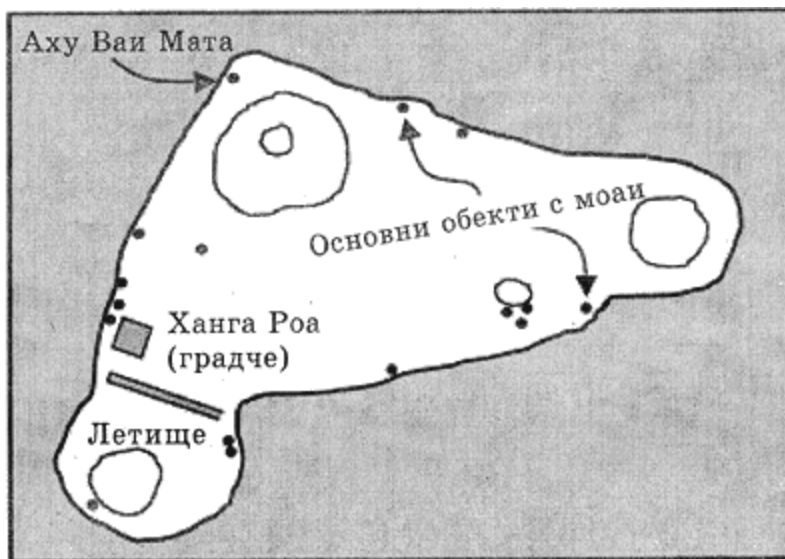 Аху Ваи Мата
Основни обекти с моаи
Ханга Роа
(градче)
Летище